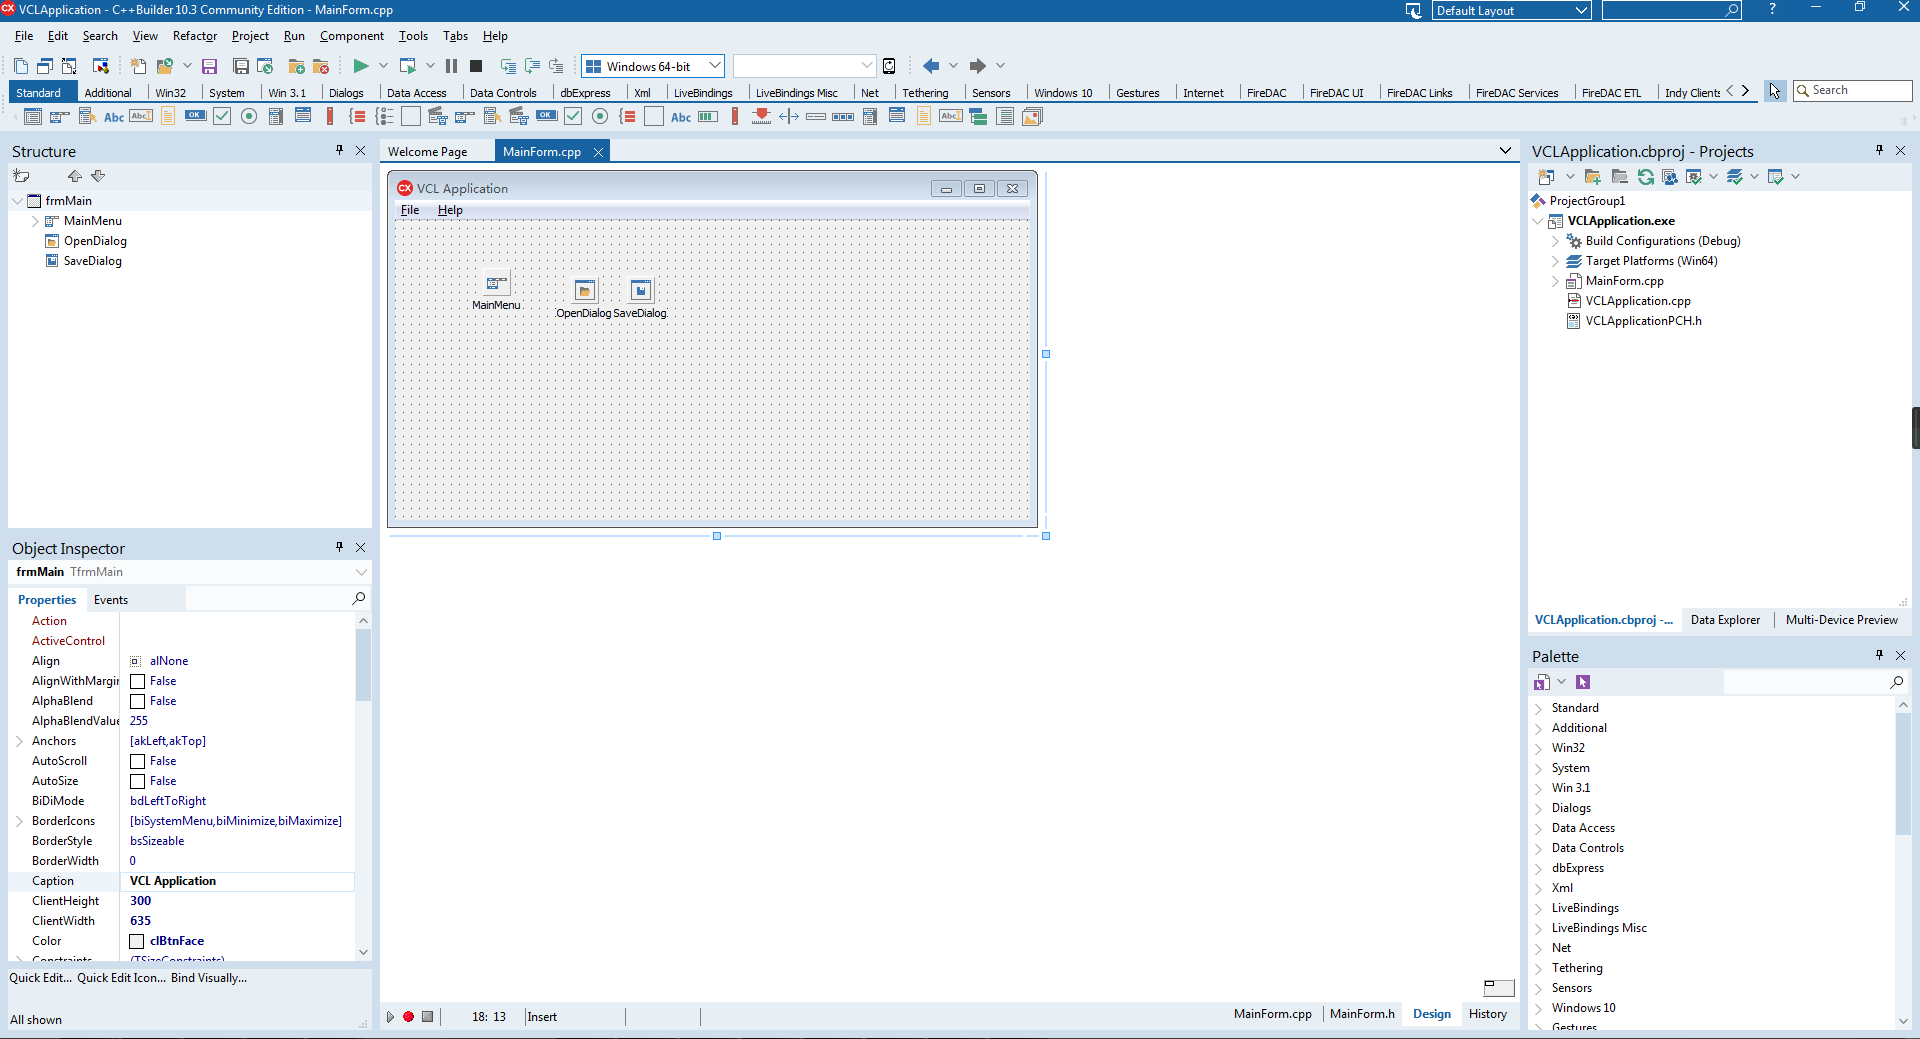 VCLApplication - C++Builder 10.3 Community Edition - MainForm.cpp
Default Layout
?
File Edit Search View Refactor Project Run Component Tools Tabs Help
Windows 64-bit
Standard Additional Win32 System Win 3.1 Dialogs Data Access Data Controls dbExpress Xml LiveBindings LiveBindings Misc Net Tethering Sensors Windows 10 Gestures Internet FireDAC FireDAC UI FireDAC Links FireDAC Services FireDAC ETL Indy Clients
Search
Structure
frmMain
MainMenu
OpenDialog
SaveDialog
Welcome Page MainForm.cpp
VCL Application
File Help
MainMenu
OpenDialog SaveDialog
VCLApplication.cbproj - Projects
ProjectGroup1
VCLApplication.exe
Build Configurations (Debug)
Target Platforms (Win64)
MainForm.cpp
VCLApplication.cpp
VCLApplicationPCH.h
VCLApplication.cbproj -... Data Explorer Multi-Device Preview
Object Inspector
frmMain TfrmMain
Properties Events
Action
ActiveControl
Align alNone
AlignWithMargin False
AlphaBlend False
AlphaBlendValue 255
Anchors [akLeft,akTop]
AutoScroll False
AutoSize False
BiDiMode bdLeftToRight
BorderIcons [biSystemMenu,biMinimize,biMaximize]
BorderStyle bsSizeable
BorderWidth 0
Caption VCL Application
ClientHeight 300
ClientWidth 635
Color clBtnFace
Constraints (TSizeConstraints)
Quick Edit... Quick Edit Icon... Bind Visually...
All shown
18: 13 Insert
MainForm.cpp MainForm.h Design History
Palette
Standard
Additional
Win32
System
Win 3.1
Dialogs
Data Access
Data Controls
dbExpress
Xml
LiveBindings
LiveBindings Misc
Net
Tethering
Sensors
Windows 10
Gestures